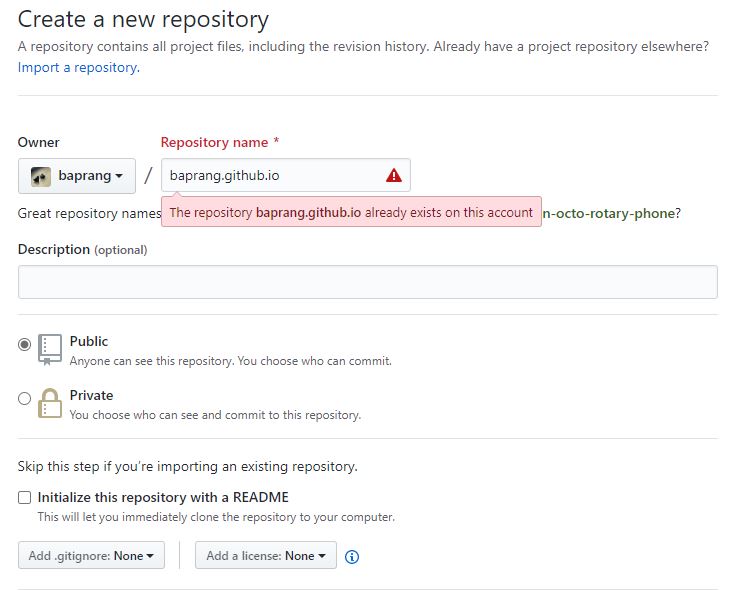 Create a new repository
A repository contains all project files, including the revision history. Already have a project repository elsewhere?
Import a repository.
Owner
Repository name *
baprang
/
baprang.github.io
Great repository names
The repository baprang.github.io already exists on this account
n-octo-rotary-phone?
Description (optional)
Public
Anyone can see this repository. You choose who can commit.
Private
You choose who can see and commit to this repository.
Skip this step if you’re importing an existing repository.
Initialize this repository with a README
This will let you immediately clone the repository to your computer.
Add .gitignore: None
Add a license: None